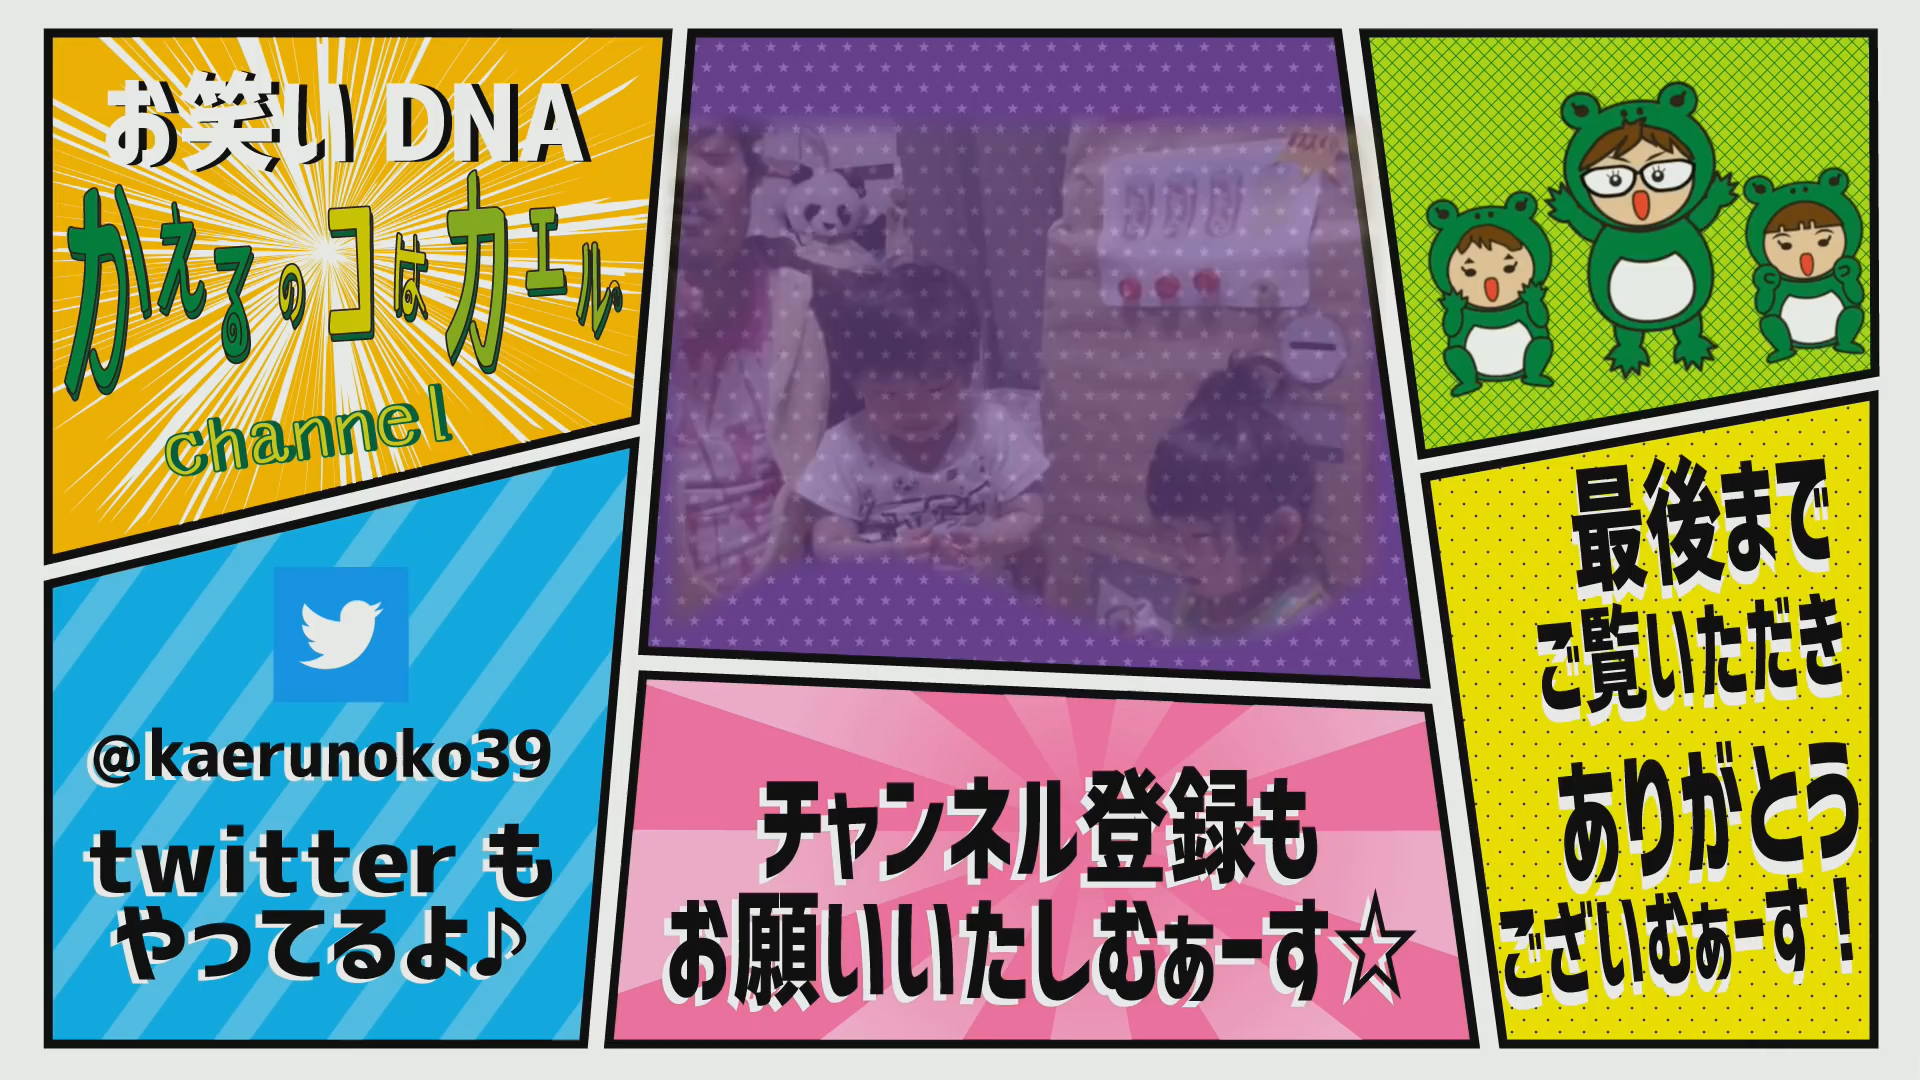 お笑い DNA
かえるのコはカエル。
channel
@kaerunoko39
twitter も
やってるよ♪
チャンネル登録も
お願いいたしむぁーす☆
最後まで
ご覧いただき
ありがとう
ございむぁーす！